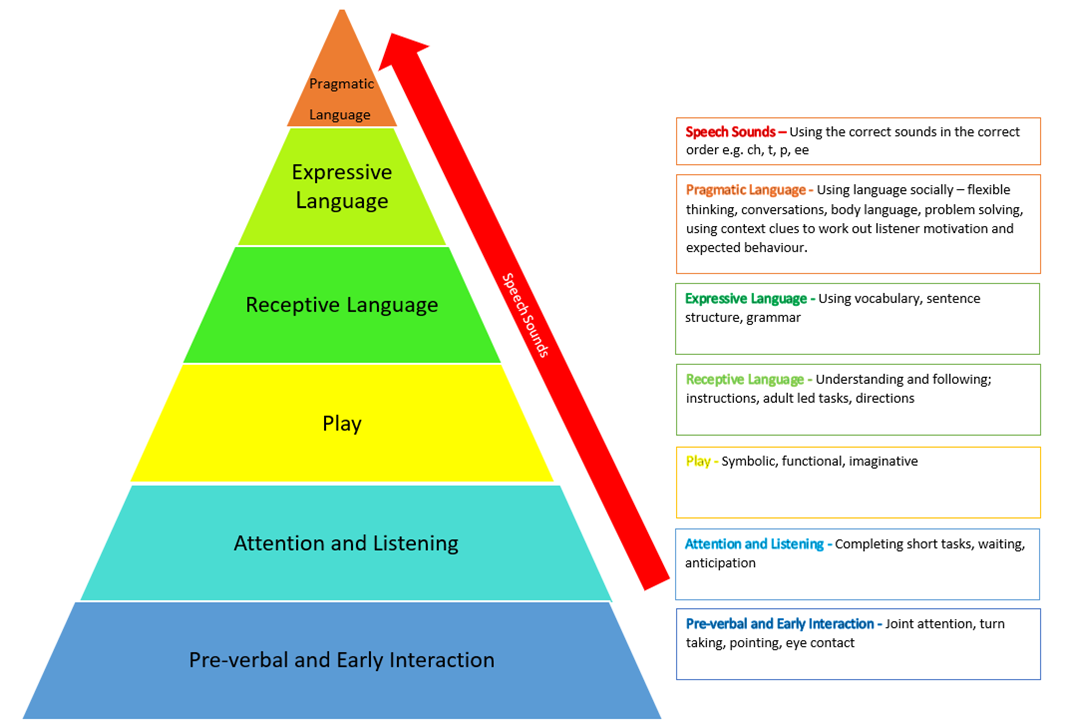 Pragmatic
Language
Expressive
Language
Receptive Language
Play
Attention and Listening
Pre-verbal and Early Interaction
Speech Sounds
Speech Sounds – Using the correct sounds in the correct
order e.g. ch, t, p, ee
Pragmatic Language - Using language socially – flexible
thinking, conversations, body language, problem solving,
using context clues to work out listener motivation and
expected behaviour.
Expressive Language - Using vocabulary, sentence
structure, grammar
Receptive Language - Understanding and following;
instructions, adult led tasks, directions
Play - Symbolic, functional, imaginative
Attention and Listening - Completing short tasks, waiting,
anticipation
Pre-verbal and Early Interaction - Joint attention, turn
taking, pointing, eye contact